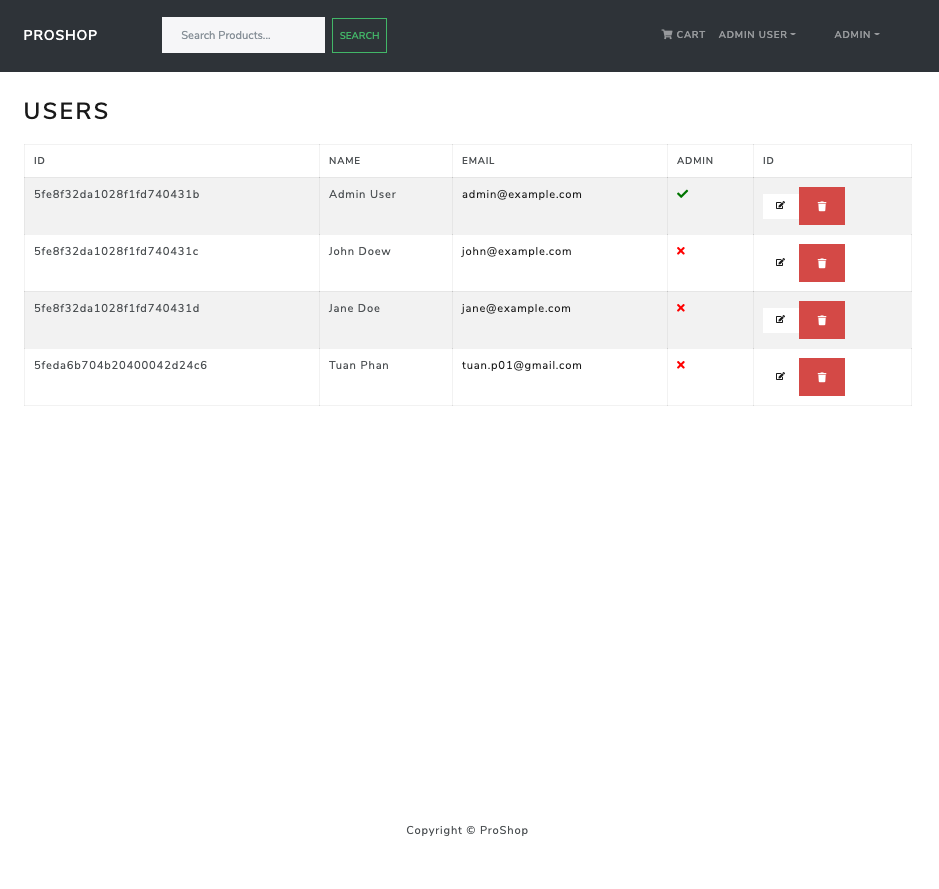 PROSHOP Search Products... SEARCH CART ADMIN USER ADMIN
USERS
ID NAME EMAIL ADMIN ID
5fe8f32da1028f1fd740431b Admin User admin@example.com
5fe8f32da1028f1fd740431c John Doew john@example.com
5fe8f32da1028f1fd740431d Jane Doe jane@example.com
5feda6b704b20400042d24c6 Tuan Phan tuan.p01@gmail.com
Copyright © ProShop